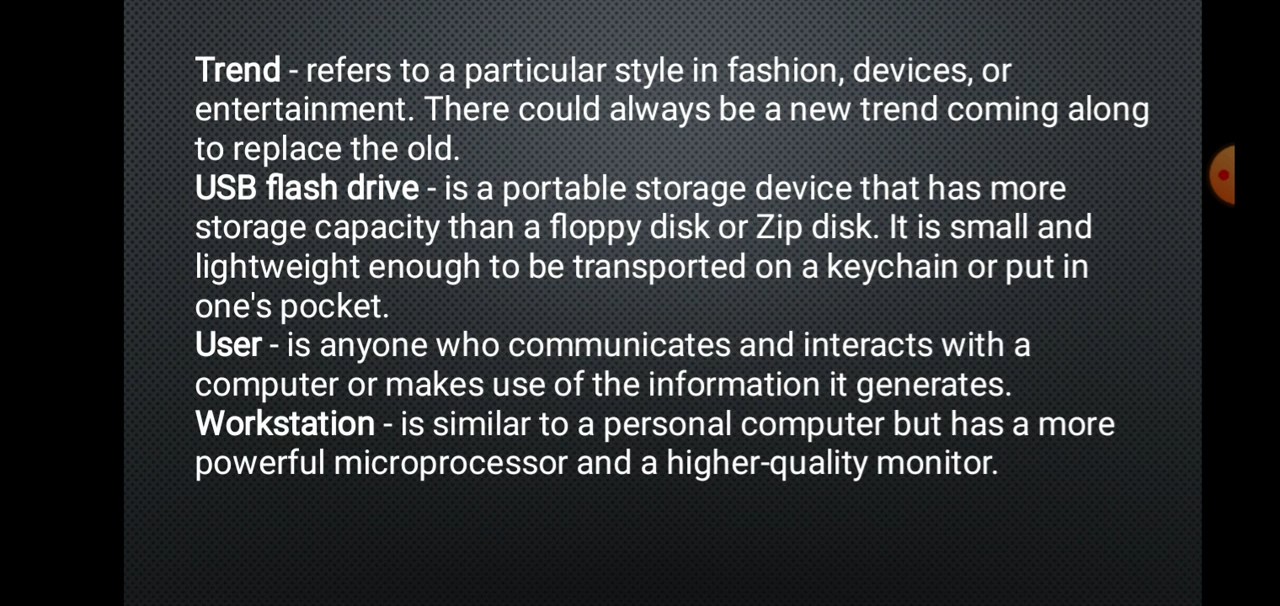 Trend - refers to a particular style in fashion, devices, or
entertainment. There could always be a new trend coming along
to replace the old.
USB flash drive - is a portable storage device that has more
storage capacity than a floppy disk or Zip disk. It is small and
lightweight enough to be transported on a keychain or put in
one's pocket.
User - is anyone who communicates and interacts with a
computer or makes use of the information it generates.
Workstation - is similar to a personal computer but has a more
powerful microprocessor and a higher-quality monitor.